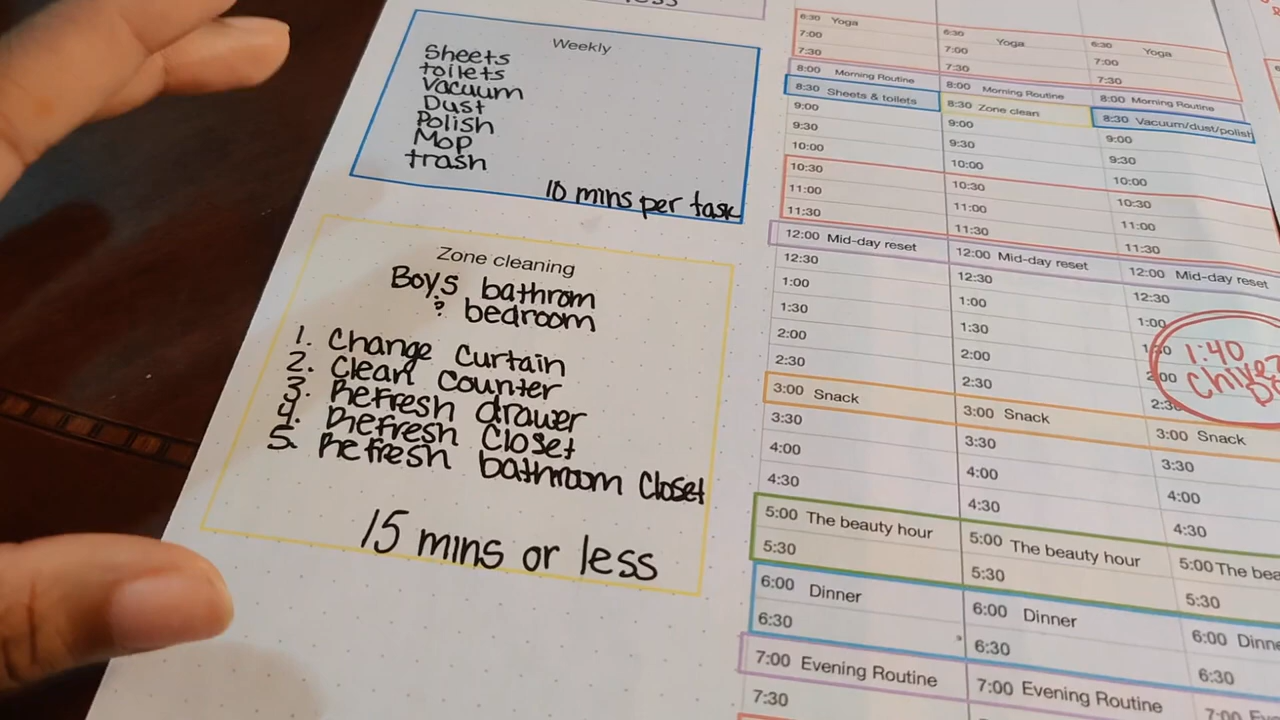 Weekly
Sheets
toilets
Vacuum
Dust
Polish
Mop
trash
10 mins per task
Zone cleaning
Boys bathrom
& bedroom
1. Change Curtain
2. Clean Counter
3. Refresh drawer
4. Refresh Closet
5. Refresh bathroom Closet
15 mins or less
6:30 Yoga
7:00
7:30
8:00 Morning Routine
8:30 Sheets & toilets
9:00
9:30
10:00
10:30
11:00
11:30
12:00 Mid-day reset
12:30
1:00
1:30
2:00
2:30
3:00 Snack
3:30
4:00
4:30
5:00 The beauty hour
5:30
6:00 Dinner
6:30
7:00 Evening Routine
7:30
6:30
7:00 Yoga
7:30
8:00 Morning Routine
8:30 Zone clean
9:00
9:30
10:00
10:30
11:00
11:30
12:00 Mid-day reset
12:30
1:00
1:30
2:00
2:30
3:00 Snack
3:30
4:00
4:30
5:00 The beauty hour
5:30
6:00 Dinner
6:30
7:00 Evening Routine
6:30 Yoga
7:00
7:30
8:00 Morning Routine
8:30 Vacuum/dust/polish
9:00
9:30
10:00
10:30
11:00
11:30
12:00 Mid-day reset
12:30
1:00
1:40
3:00 Snack
3:30
4:00
4:30
5:00 The
5:30
6:00
6:30
7:00